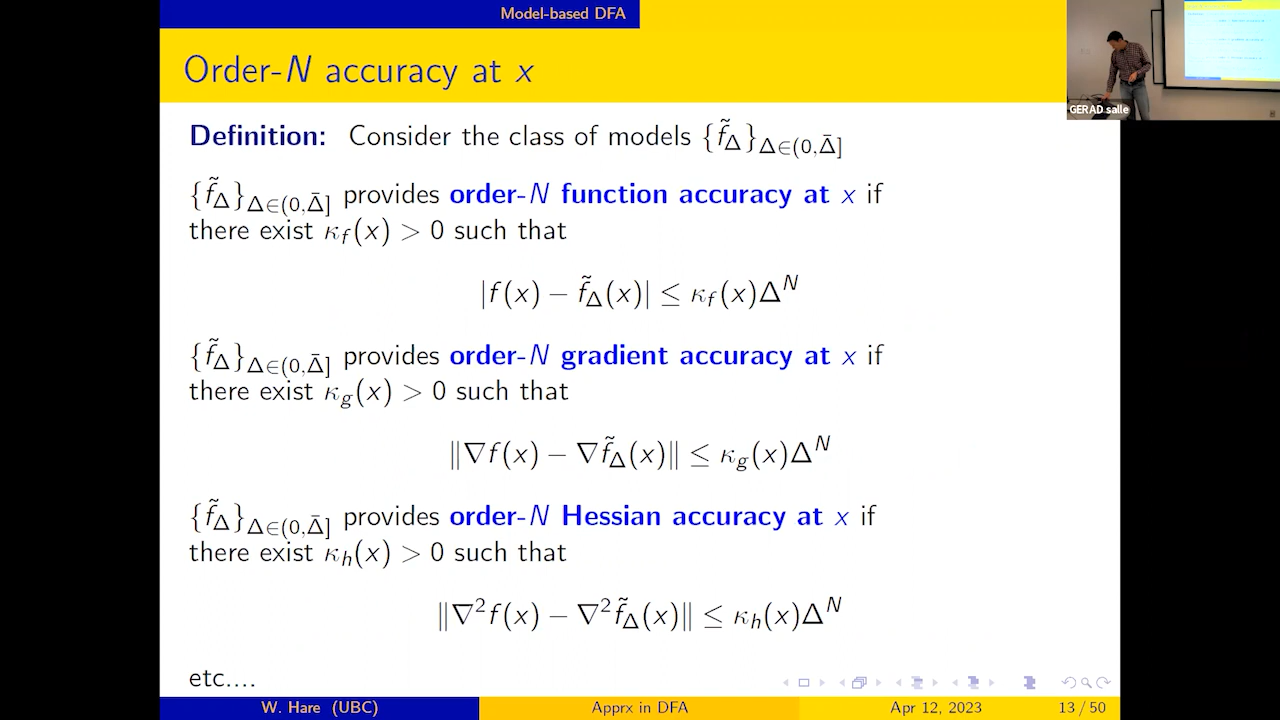 Model-based DFA
Order-N accuracy at x
GERAD salle
Definition: Consider the class of models {f̃_Δ}_{Δ∈(0,Δ̄]}
{f̃_Δ}_{Δ∈(0,Δ̄]} provides order-N function accuracy at x if
there exist κ_f(x) > 0 such that
|f(x) − f̃_Δ(x)| ≤ κ_f(x)Δ^N
{f̃_Δ}_{Δ∈(0,Δ̄]} provides order-N gradient accuracy at x if
there exist κ_g(x) > 0 such that
‖∇f(x) − ∇f̃_Δ(x)‖ ≤ κ_g(x)Δ^N
{f̃_Δ}_{Δ∈(0,Δ̄]} provides order-N Hessian accuracy at x if
there exist κ_h(x) > 0 such that
‖∇²f(x) − ∇²f̃_Δ(x)‖ ≤ κ_h(x)Δ^N
etc....
W. Hare (UBC) Apprx in DFA Apr 12, 2023 13 / 50